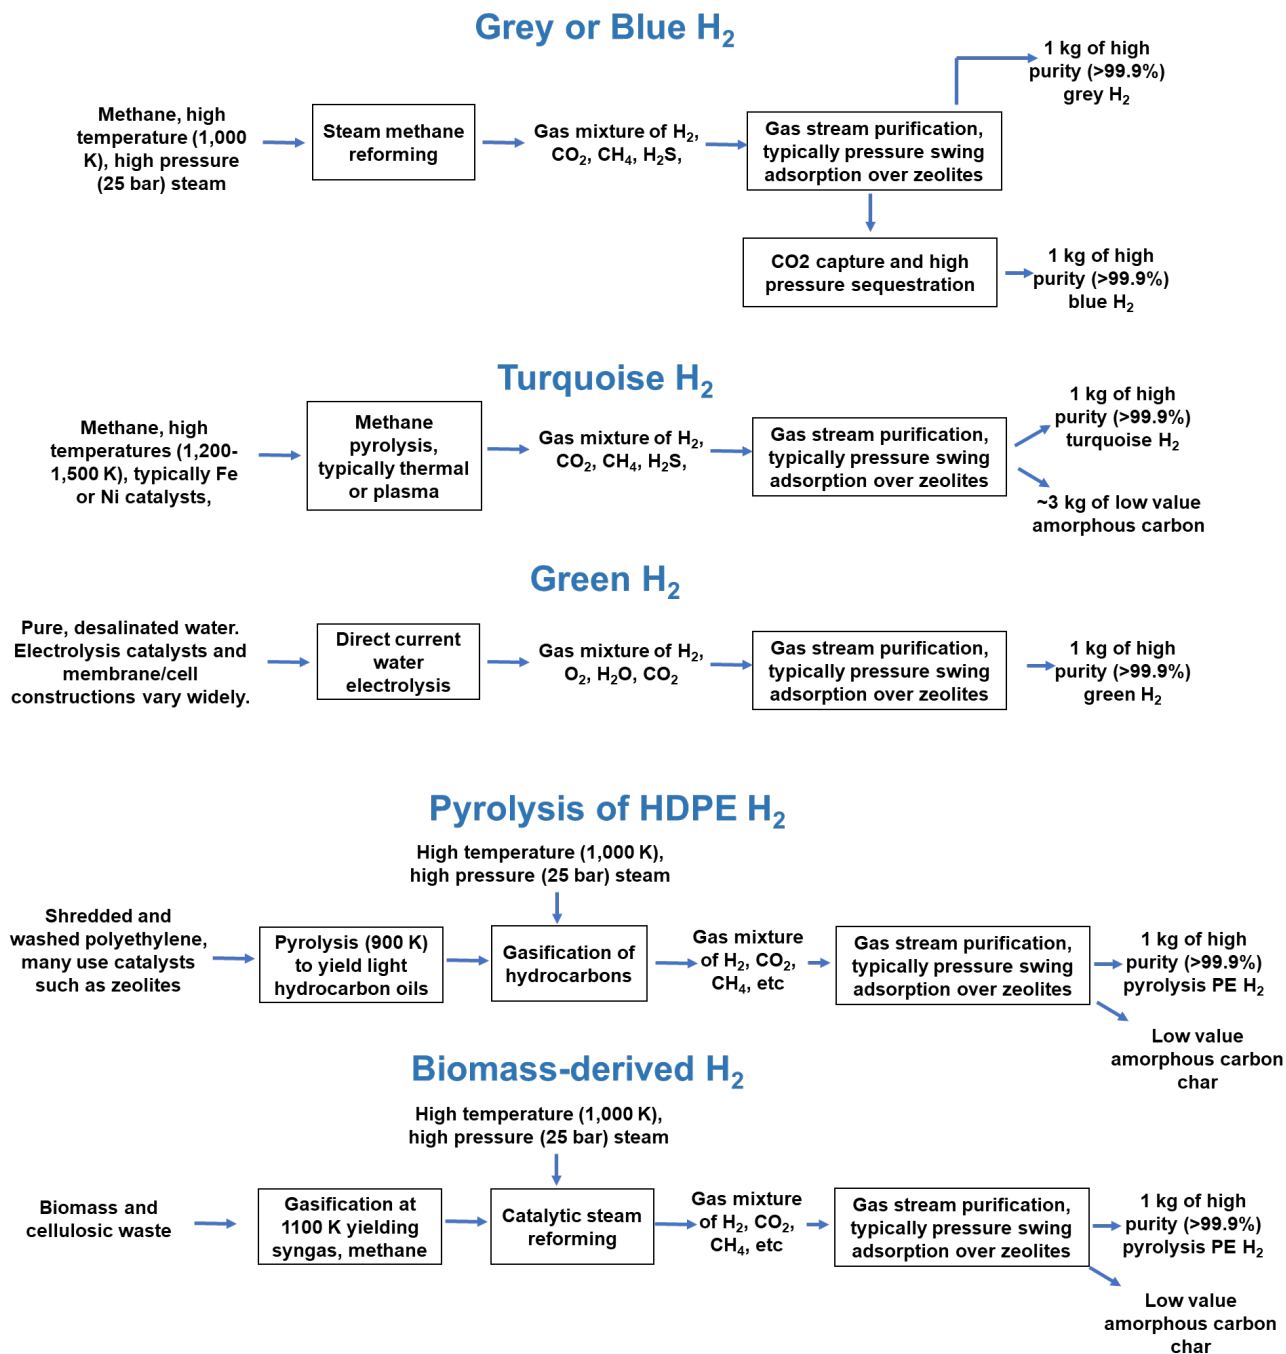 Grey or Blue H₂
1 kg of high
purity (>99.9%)
grey H₂
Methane, high
temperature (1,000
K), high pressure
(25 bar) steam
Steam methane
reforming
Gas mixture of H₂,
CO₂, CH₄, H₂S,
Gas stream purification,
typically pressure swing
adsorption over zeolites
CO2 capture and high
pressure sequestration
1 kg of high
purity (>99.9%)
blue H₂
Turquoise H₂
Methane, high
temperatures (1,200-
1,500 K), typically Fe
or Ni catalysts,
Methane
pyrolysis,
typically thermal
or plasma
Gas mixture of H₂,
CO₂, CH₄, H₂S,
Gas stream purification,
typically pressure swing
adsorption over zeolites
1 kg of high
purity (>99.9%)
turquoise H₂
~3 kg of low value
amorphous carbon
Green H₂
Pure, desalinated water.
Electrolysis catalysts and
membrane/cell
constructions vary widely.
Direct current
water
electrolysis
Gas mixture of H₂,
O₂, H₂O, CO₂
Gas stream purification,
typically pressure swing
adsorption over zeolites
1 kg of high
purity (>99.9%)
green H₂
Pyrolysis of HDPE H₂
High temperature (1,000 K),
high pressure (25 bar) steam
Shredded and
washed polyethylene,
many use catalysts
such as zeolites
Pyrolysis (900 K)
to yield light
hydrocarbon oils
Gasification of
hydrocarbons
Gas mixture
of H₂, CO₂,
CH₄, etc
Gas stream purification,
typically pressure swing
adsorption over zeolites
1 kg of high
purity (>99.9%)
pyrolysis PE H₂
Low value
amorphous carbon
char
Biomass-derived H₂
High temperature (1,000 K),
high pressure (25 bar) steam
Biomass and
cellulosic waste
Gasification at
1100 K yielding
syngas, methane
Catalytic steam
reforming
Gas mixture
of H₂, CO₂,
CH₄, etc
Gas stream purification,
typically pressure swing
adsorption over zeolites
1 kg of high
purity (>99.9%)
pyrolysis PE H₂
Low value
amorphous carbon
char